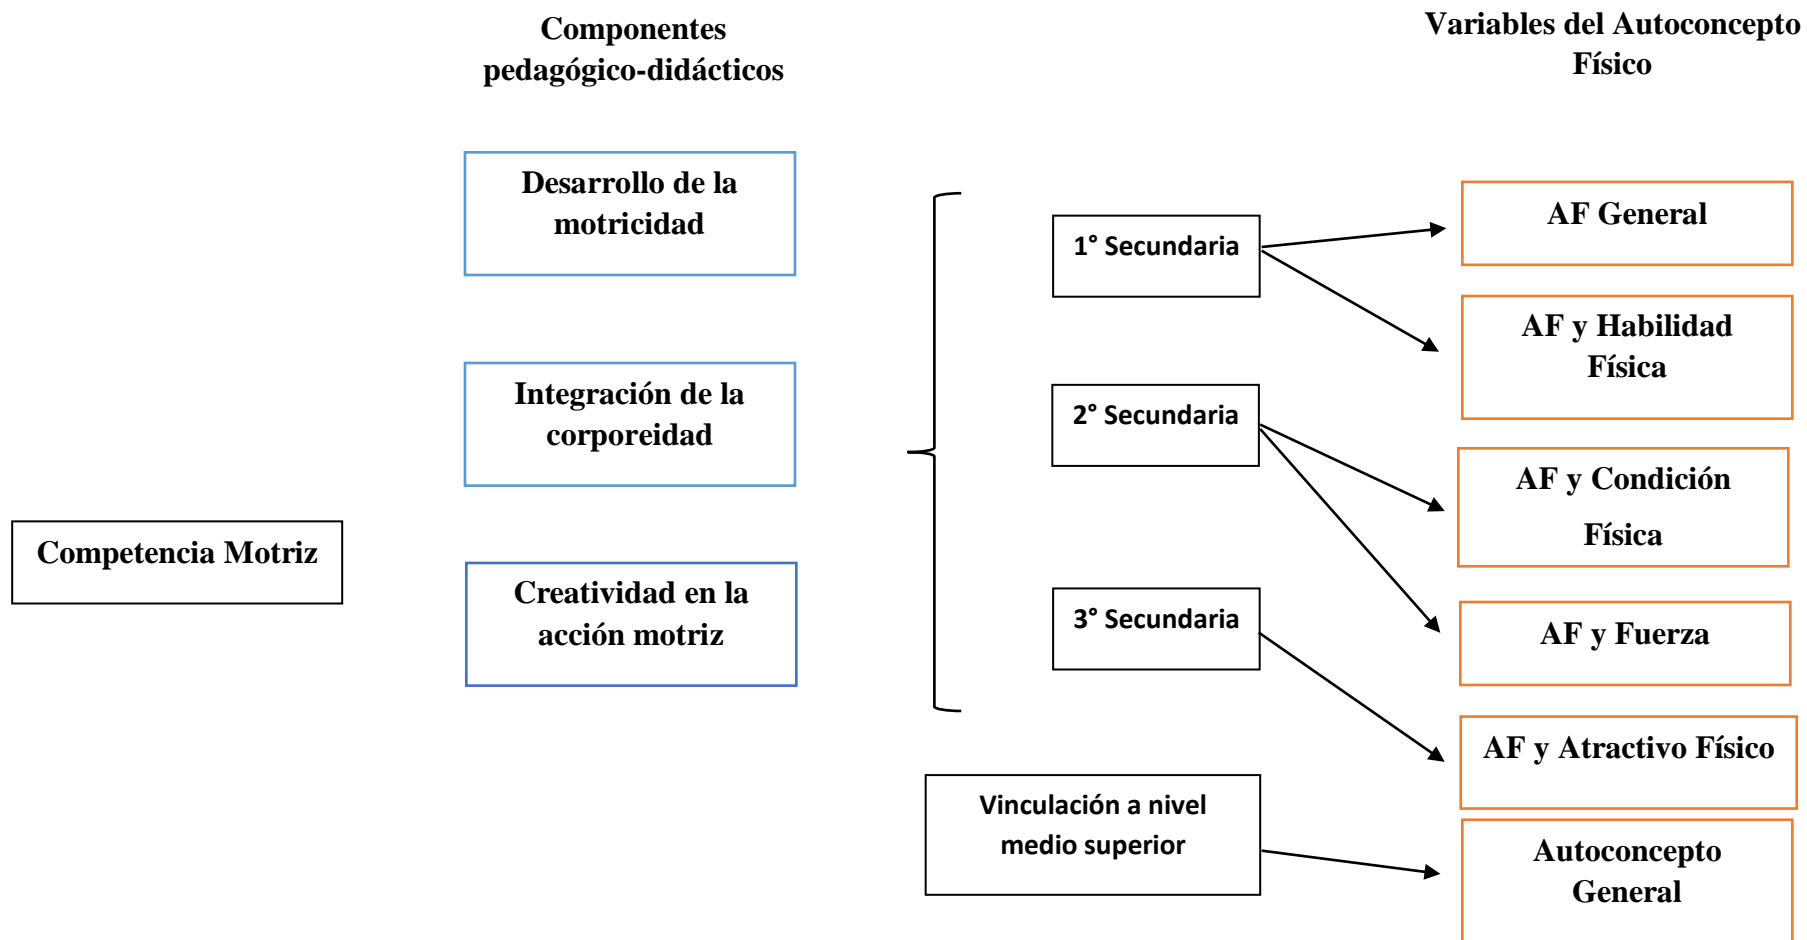 Componentes
pedagógico-didácticos
Variables del Autoconcepto
Físico
Desarrollo de la
motricidad
Integración de la
corporeidad
Competencia Motriz
Creatividad en la
acción motriz
1° Secundaria
2° Secundaria
3° Secundaria
Vinculación a nivel
medio superior
AF General
AF y Habilidad
Física
AF y Condición
Física
AF y Fuerza
AF y Atractivo Físico
Autoconcepto
General